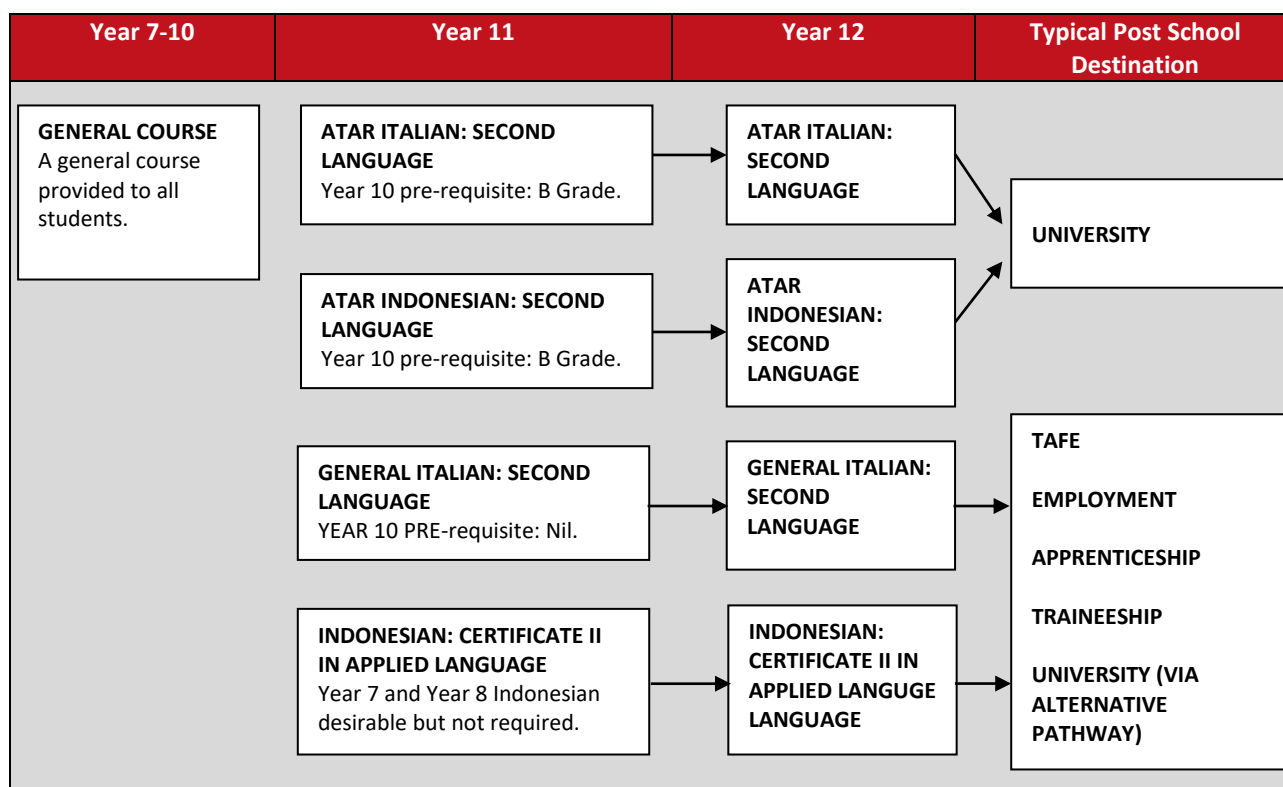 Year 7-10
Year 11
Year 12
Typical Post School
Destination
GENERAL COURSE
A general course
provided to all
students.
ATAR ITALIAN: SECOND
LANGUAGE
Year 10 pre-requisite: B Grade.
ATAR ITALIAN:
SECOND
LANGUAGE
UNIVERSITY
ATAR INDONESIAN: SECOND
LANGUAGE
Year 10 pre-requisite: B Grade.
ATAR
INDONESIAN:
SECOND
LANGUAGE
GENERAL ITALIAN: SECOND
LANGUAGE
YEAR 10 PRE-requisite: Nil.
GENERAL ITALIAN:
SECOND
LANGUAGE
TAFE
EMPLOYMENT
APPRENTICESHIP
TRAINEESHIP
UNIVERSITY (VIA
ALTERNATIVE
PATHWAY)
INDONESIAN: CERTIFICATE II
IN APPLIED LANGUAGE
Year 7 and Year 8 Indonesian
desirable but not required.
INDONESIAN:
CERTIFICATE II IN
APPLIED LANGUGE
LANGUAGE